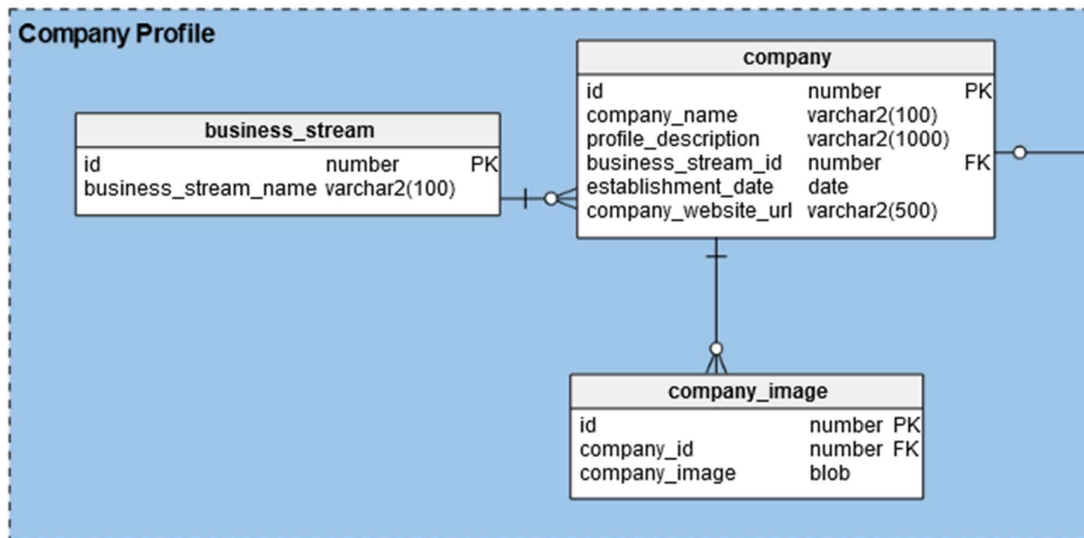 Company Profile
company
id number PK
company_name varchar2(100)
profile_description varchar2(1000)
business_stream_id number FK
establishment_date date
company_website_url varchar2(500)
business_stream
id number PK
business_stream_name varchar2(100)
company_image
id number PK
company_id number FK
company_image blob